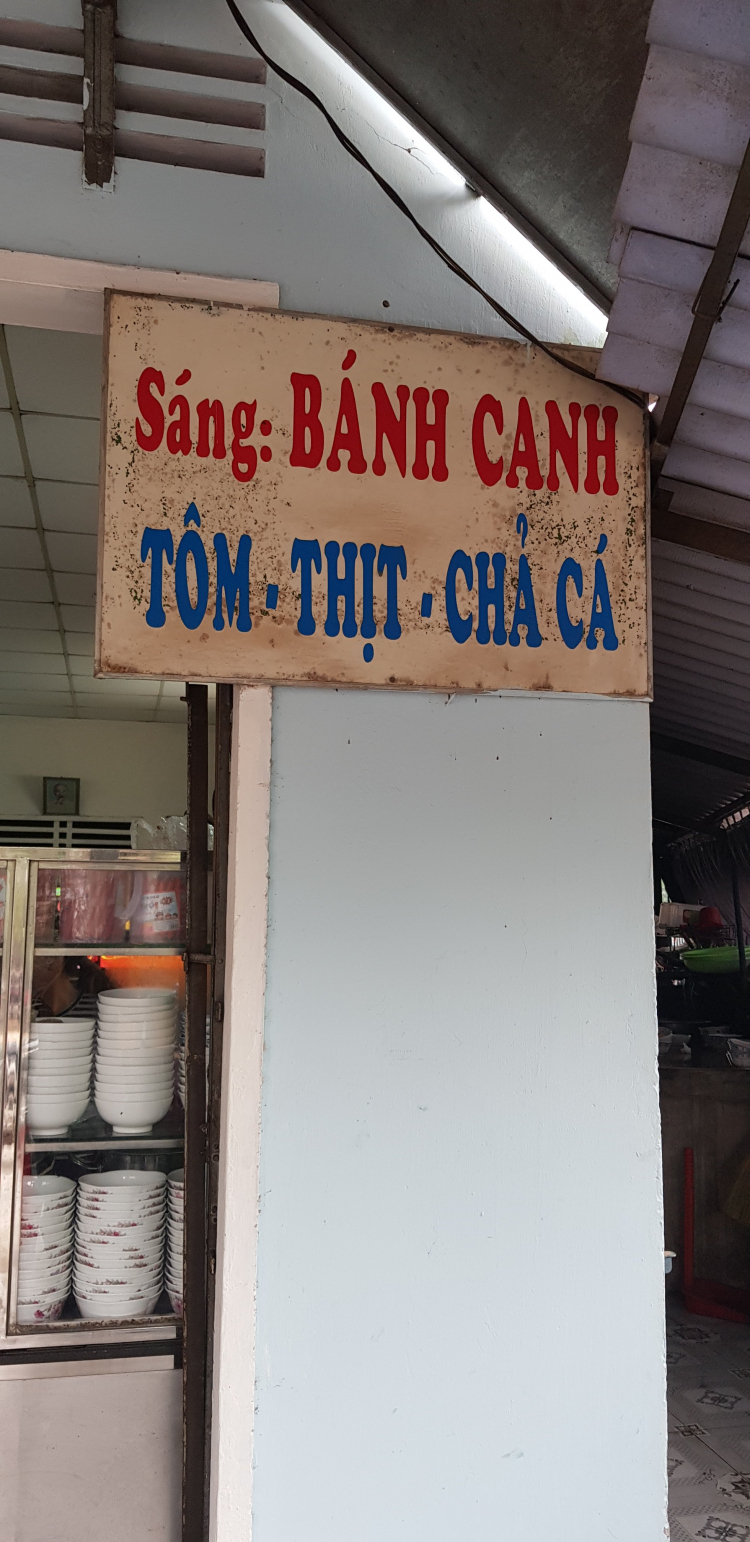 Sáng: BÁNH CANH
TÔM - THỊT - CHẢ CÁ